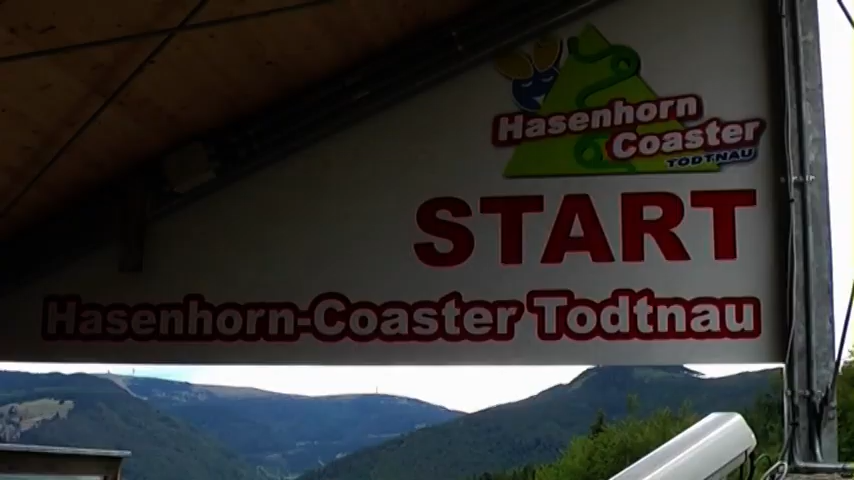 Hasenhorn
Coaster
TODTNAU
START
Hasenhorn-Coaster Todtnau